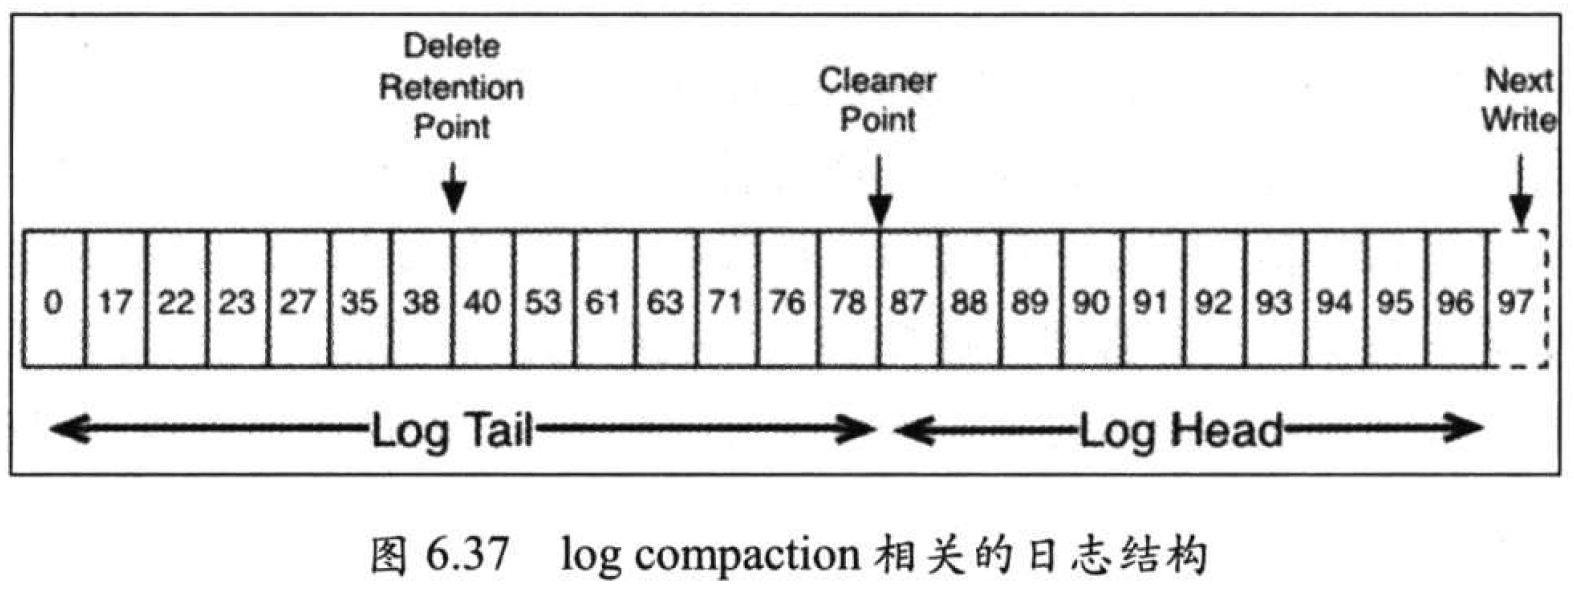 Delete
Retention
Point
Cleaner
Point
Next
Write
0 17 22 23 27 35 38 40 53 61 63 71 76 78 87 88 89 90 91 92 93 94 95 96 97
Log Tail
Log Head
图 6.37 log compaction 相关的日志结构